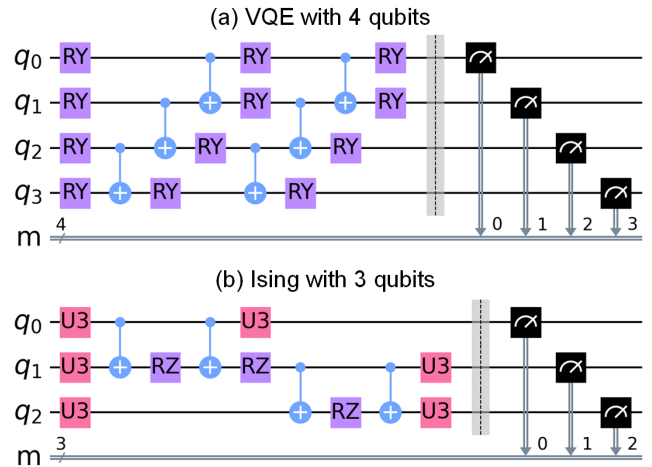 (a) VQE with 4 qubits
q0 RY RY RY
q1 RY RY RY
q2 RY RY RY
q3 RY RY RY
m 4 0 1 2 3
(b) Ising with 3 qubits
q0 U3 U3
q1 U3 RZ RZ U3
q2 U3 RZ U3
m 3 0 1 2